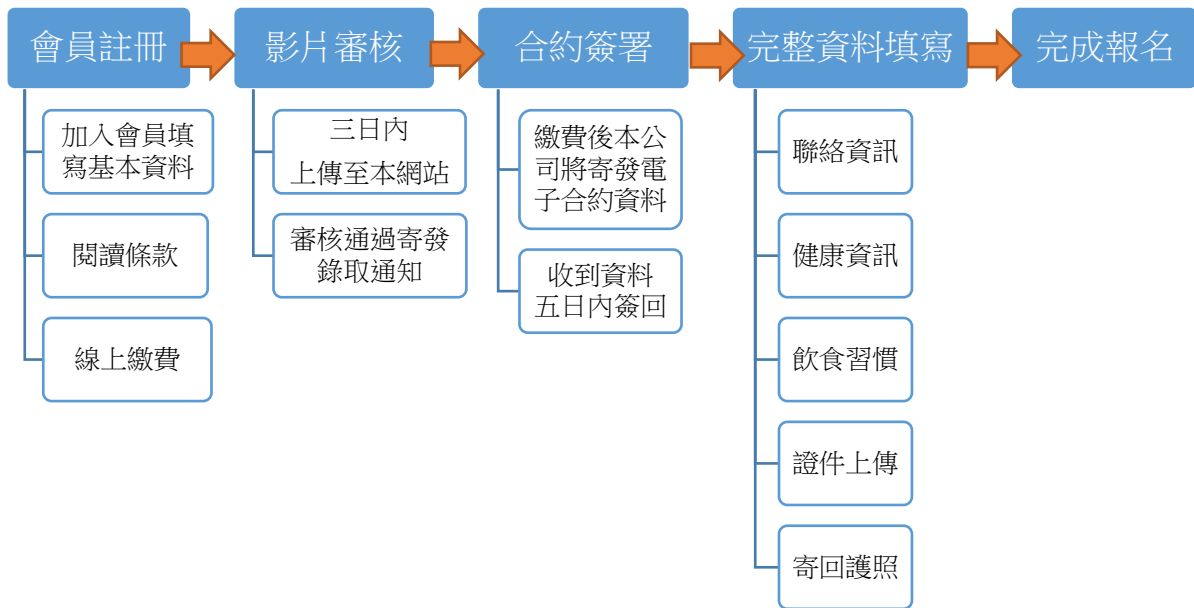 會員註冊
影片審核
合約簽署
完整資料填寫
完成報名
加入會員填
寫基本資料
閱讀條款
線上繳費
三日內
上傳至本網站
審核通過寄發
錄取通知
繳費後本公
司將寄發電
子合約資料
收到資料
五日內簽回
聯絡資訊
健康資訊
飲食習慣
證件上傳
寄回護照